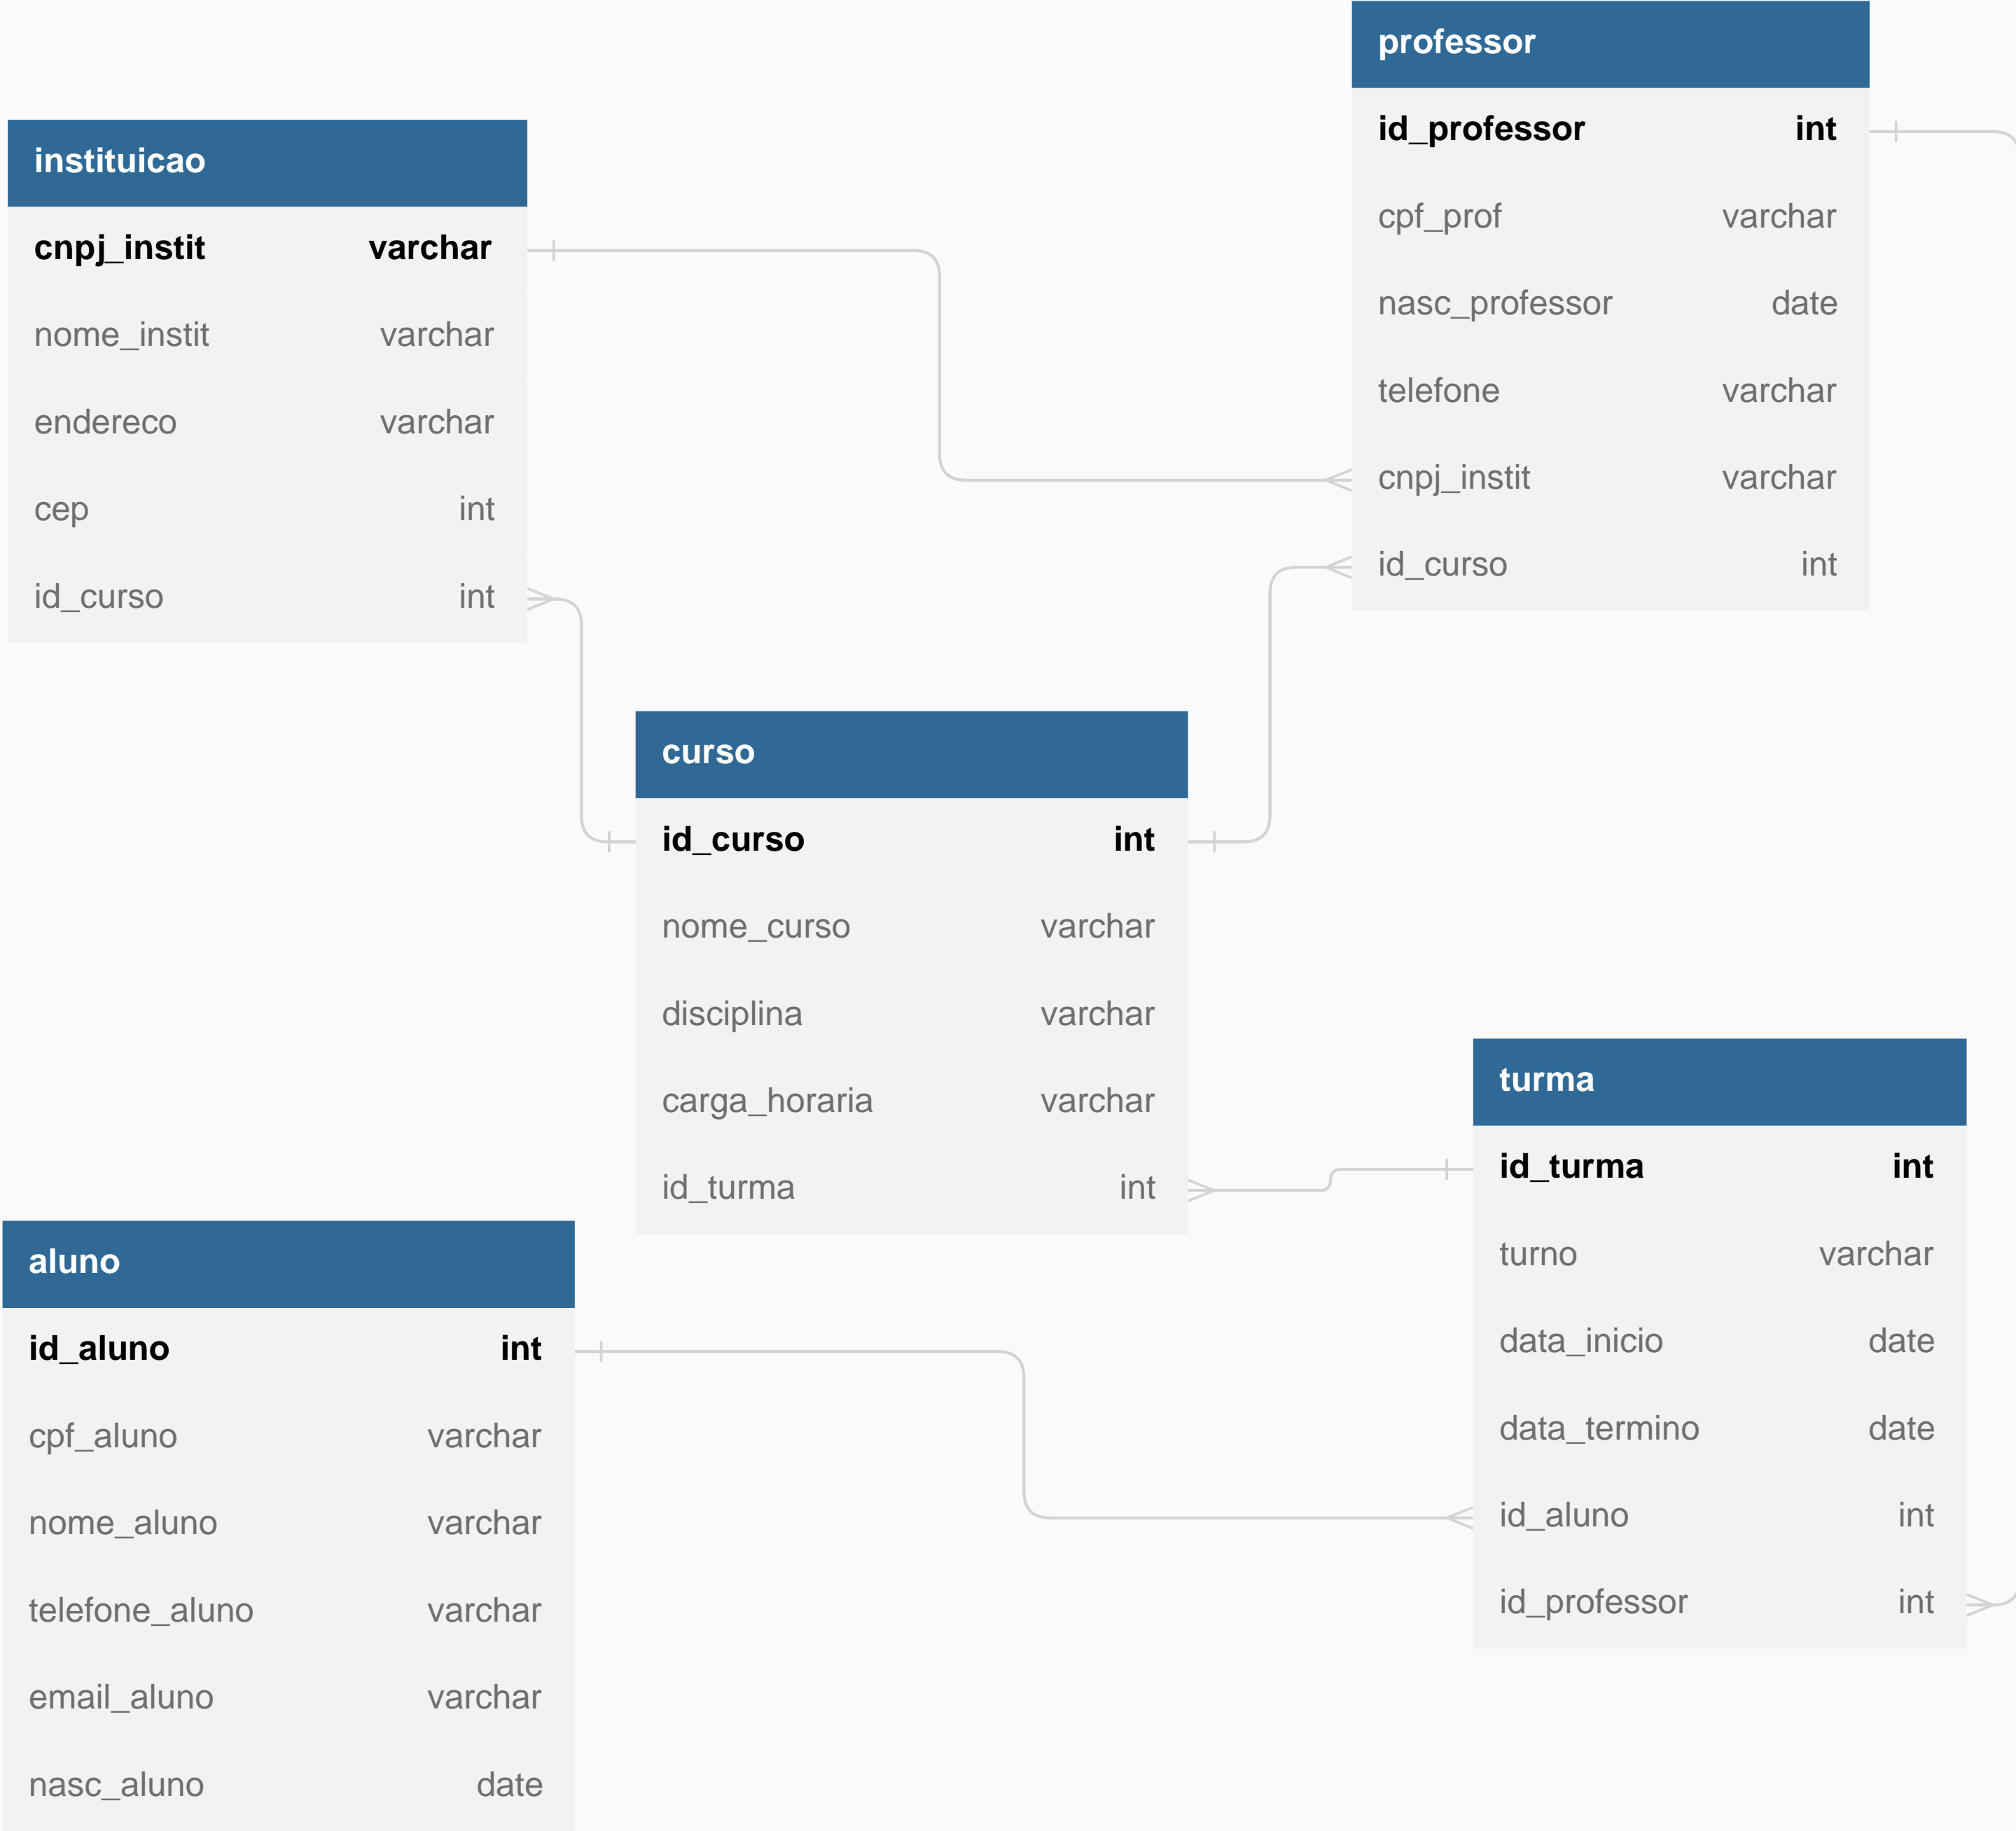 professor
id_professor int
cpf_prof varchar
nasc_professor date
telefone varchar
cnpj_instit varchar
id_curso int
instituicao
cnpj_instit varchar
nome_instit varchar
endereco varchar
cep int
id_curso int
curso
id_curso int
nome_curso varchar
disciplina varchar
carga_horaria varchar
id_turma int
turma
id_turma int
turno varchar
data_inicio date
data_termino date
id_aluno int
id_professor int
aluno
id_aluno int
cpf_aluno varchar
nome_aluno varchar
telefone_aluno varchar
email_aluno varchar
nasc_aluno date